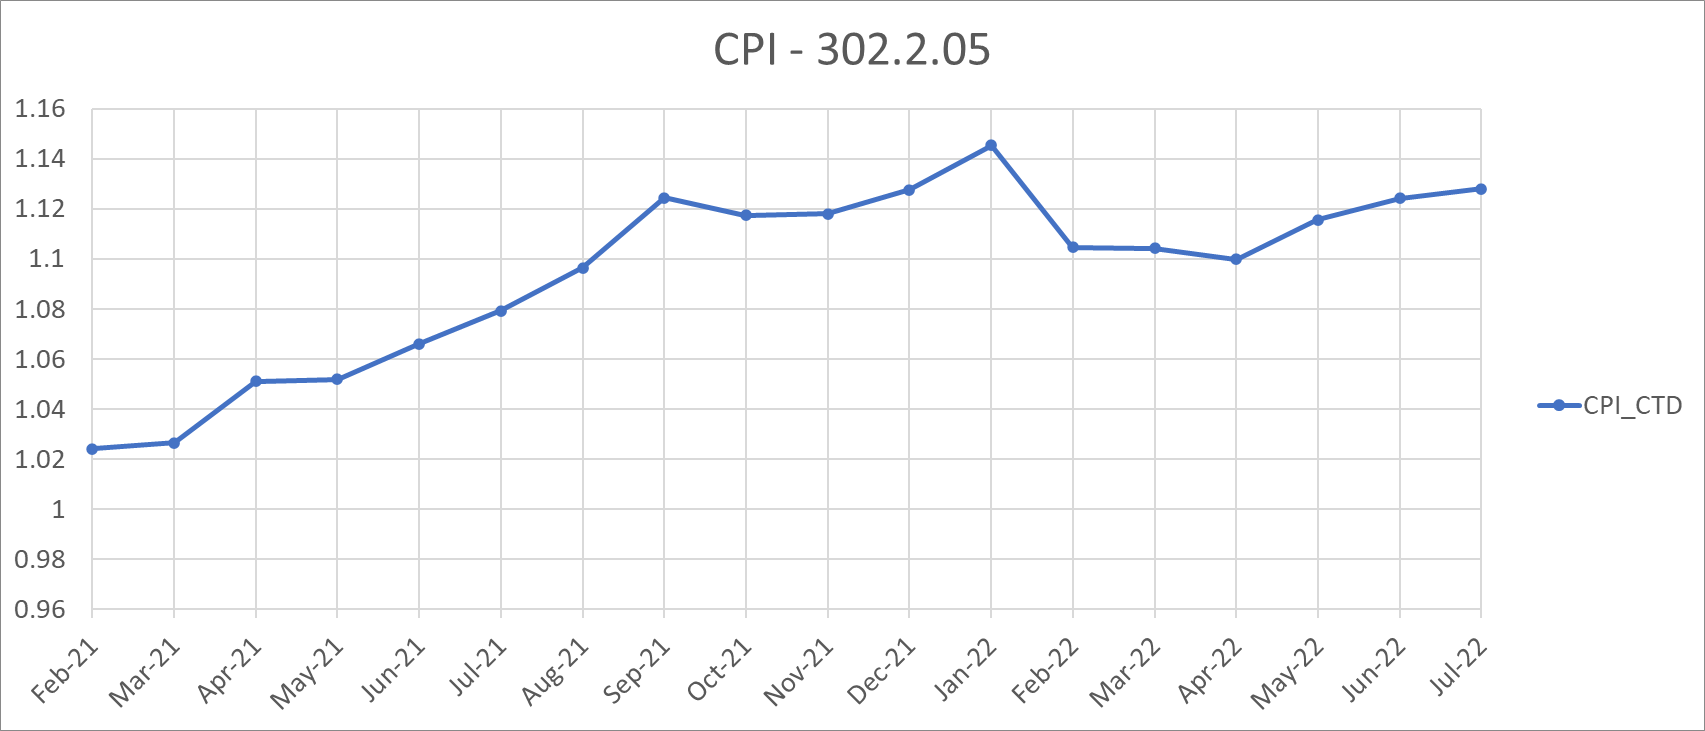 CPI - 302.2.05
1.16
1.14
1.12
1.1
1.08
1.06
1.04
1.02
1
0.98
0.96
Feb-21
Mar-21
Apr-21
May-21
Jun-21
Jul-21
Aug-21
Sep-21
Oct-21
Nov-21
Dec-21
Jan-22
Feb-22
Mar-22
Apr-22
May-22
Jun-22
Jul-22
CPI_CTD